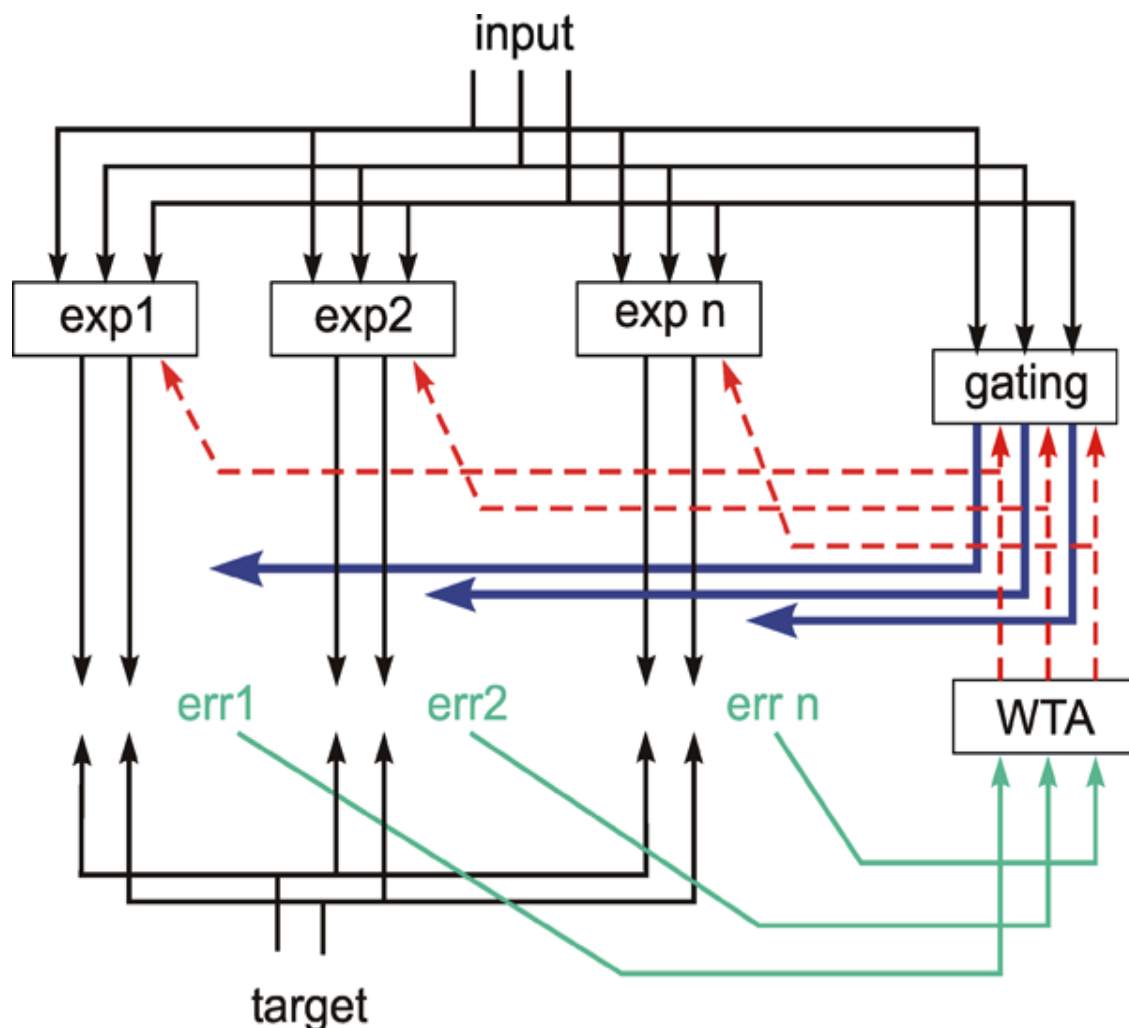 input
exp1
exp2
exp n
gating
err1
err2
err n
WTA
target